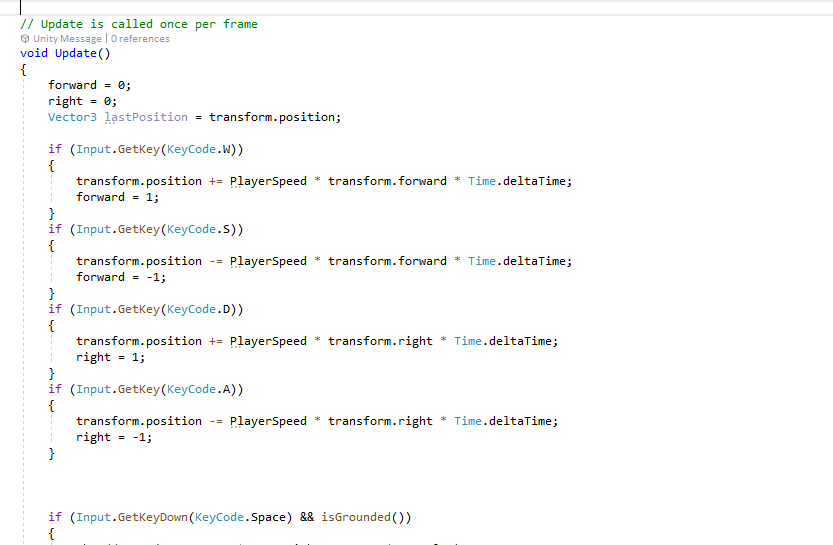 // Update is called once per frame
Unity Message | 0 references
void Update()
{
forward = 0;
right = 0;
Vector3 lastPosition = transform.position;
if (Input.GetKey(KeyCode.W))
{
transform.position += PlayerSpeed * transform.forward * Time.deltaTime;
forward = 1;
}
if (Input.GetKey(KeyCode.S))
{
transform.position -= PlayerSpeed * transform.forward * Time.deltaTime;
forward = -1;
}
if (Input.GetKey(KeyCode.D))
{
transform.position += PlayerSpeed * transform.right * Time.deltaTime;
right = 1;
}
if (Input.GetKey(KeyCode.A))
{
transform.position -= PlayerSpeed * transform.right * Time.deltaTime;
right = -1;
}
if (Input.GetKeyDown(KeyCode.Space) && isGrounded())
{